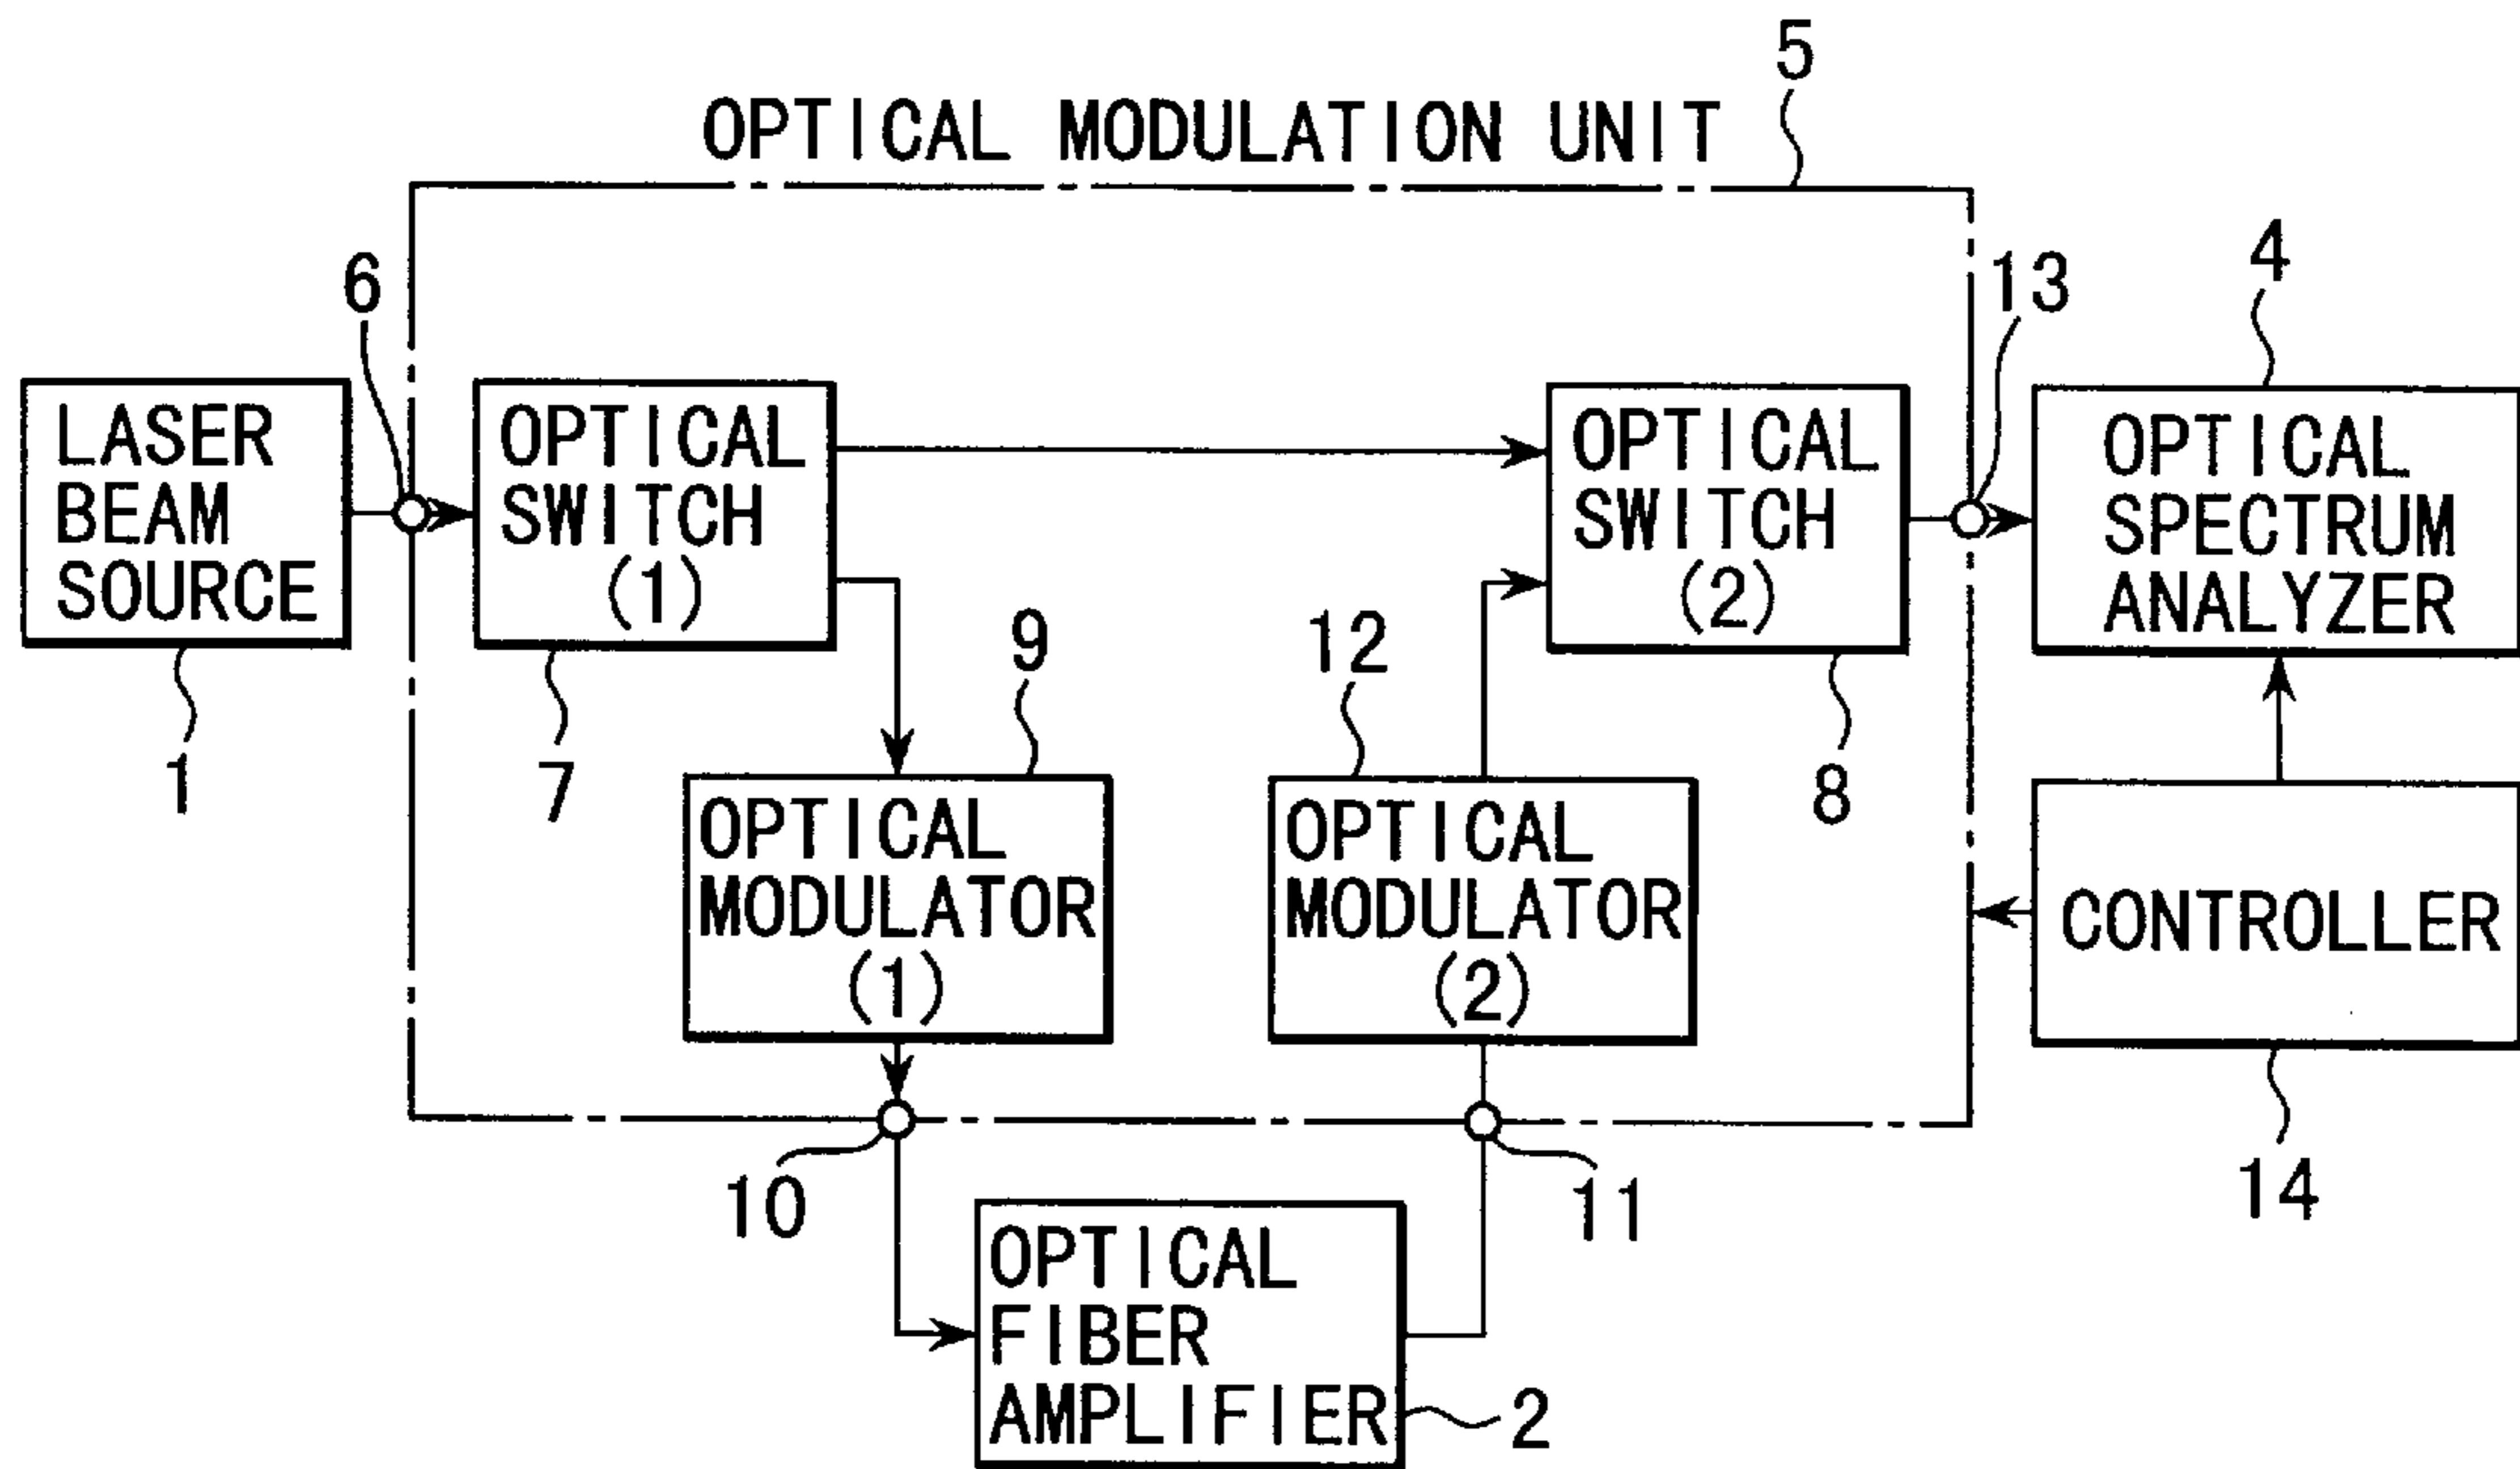 5
OPTICAL MODULATION UNIT
6
13
4
LASER
BEAM
SOURCE
OPTICAL
SWITCH
(1)
OPTICAL
SWITCH
(2)
OPTICAL
SPECTRUM
ANALYZER
1
7
9
12
8
OPTICAL
MODULATOR
(1)
OPTICAL
MODULATOR
(2)
CONTROLLER
10
11
14
OPTICAL
FIBER
AMPLIFIER
2